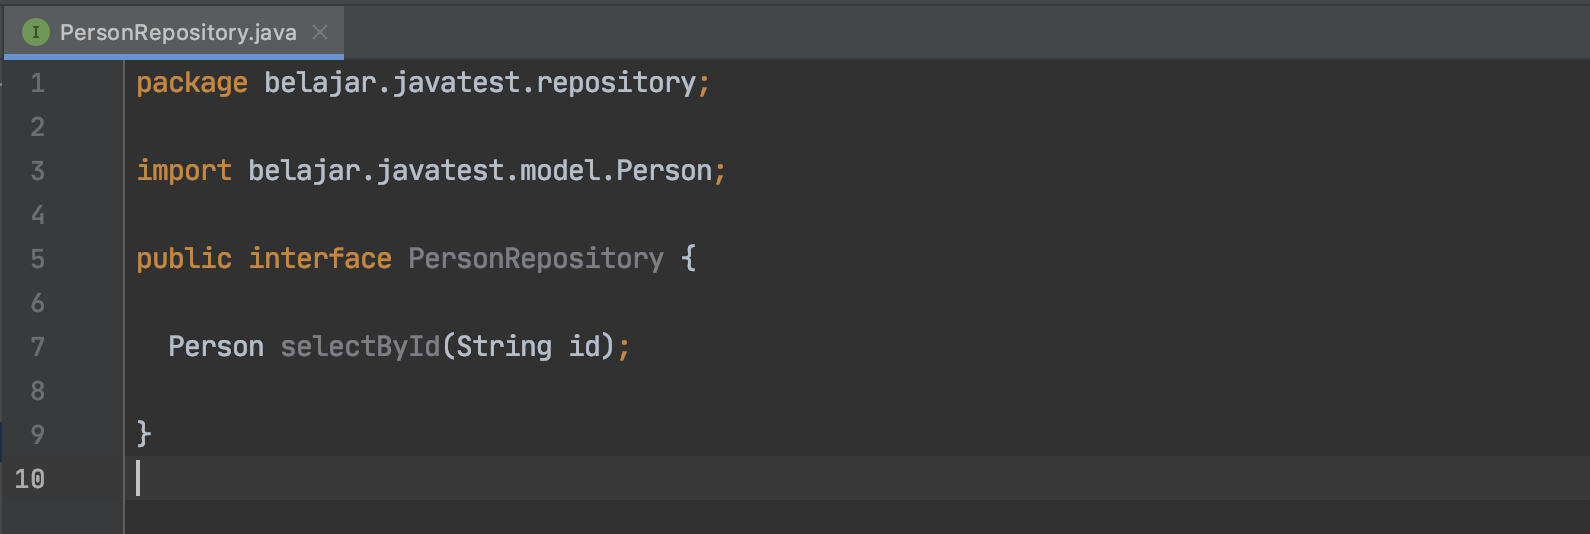 I PersonRepository.java
1 package belajar.javatest.repository;
2
3 import belajar.javatest.model.Person;
4
5 public interface PersonRepository {
6
7 Person selectById(String id);
8
9 }
10